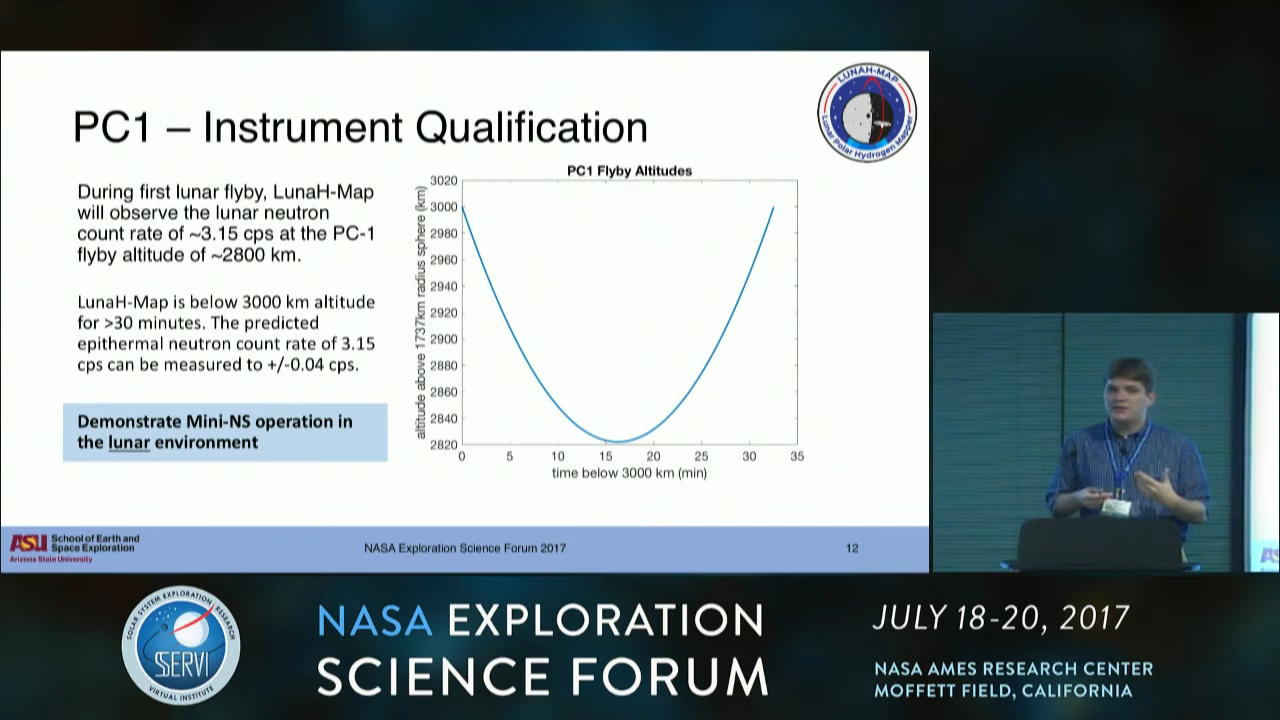 PC1 – Instrument Qualification
LUNAH-MAP
Lunar Polar Hydrogen Mapper
During first lunar flyby, LunaH-Map
will observe the lunar neutron
count rate of ~3.15 cps at the PC-1
flyby altitude of ~2800 km.
LunaH-Map is below 3000 km altitude
for >30 minutes. The predicted
epithermal neutron count rate of 3.15
cps can be measured to +/-0.04 cps.
Demonstrate Mini-NS operation in
the lunar environment
PC1 Flyby Altitudes
altitude above 1737km radius sphere (km)
3020
3000
2980
2960
2940
2920
2900
2880
2860
2840
2820
0 5 10 15 20 25 30 35
time below 3000 km (min)
ASU School of Earth and
Space Exploration
Arizona State University
NASA Exploration Science Forum 2017
12
SOLAR SYSTEM EXPLORATION RESEARCH
SSERVI
VIRTUAL INSTITUTE
NASA EXPLORATION
SCIENCE FORUM
JULY 18-20, 2017
NASA AMES RESEARCH CENTER
MOFFETT FIELD, CALIFORNIA